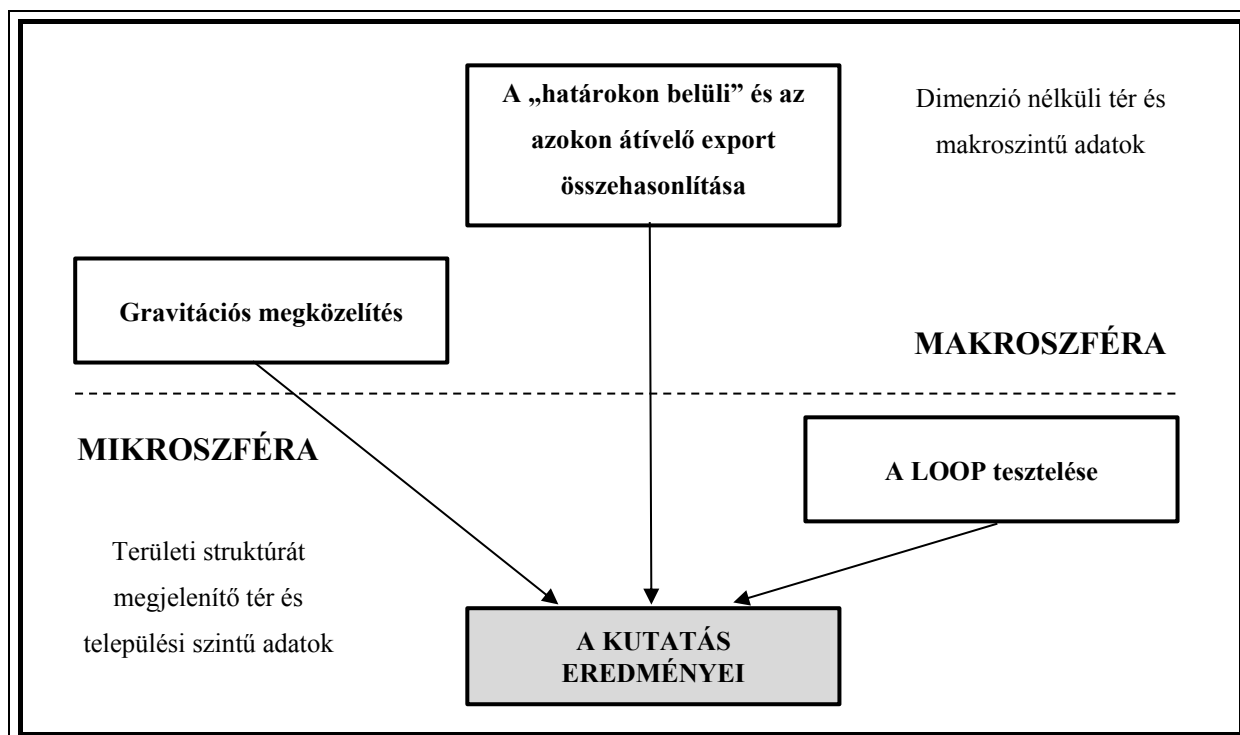 A „határokon belüli” és az
azokon átívelő export
összehasonlítása
Dimenzió nélküli tér és
makroszintű adatok
Gravitációs megközelítés
MAKROSZFÉRA
MIKROSZFÉRA
A LOOP tesztelése
Területi struktúrát
megjelenítő tér és
települési szintű adatok
A KUTATÁS
EREDMÉNYEI